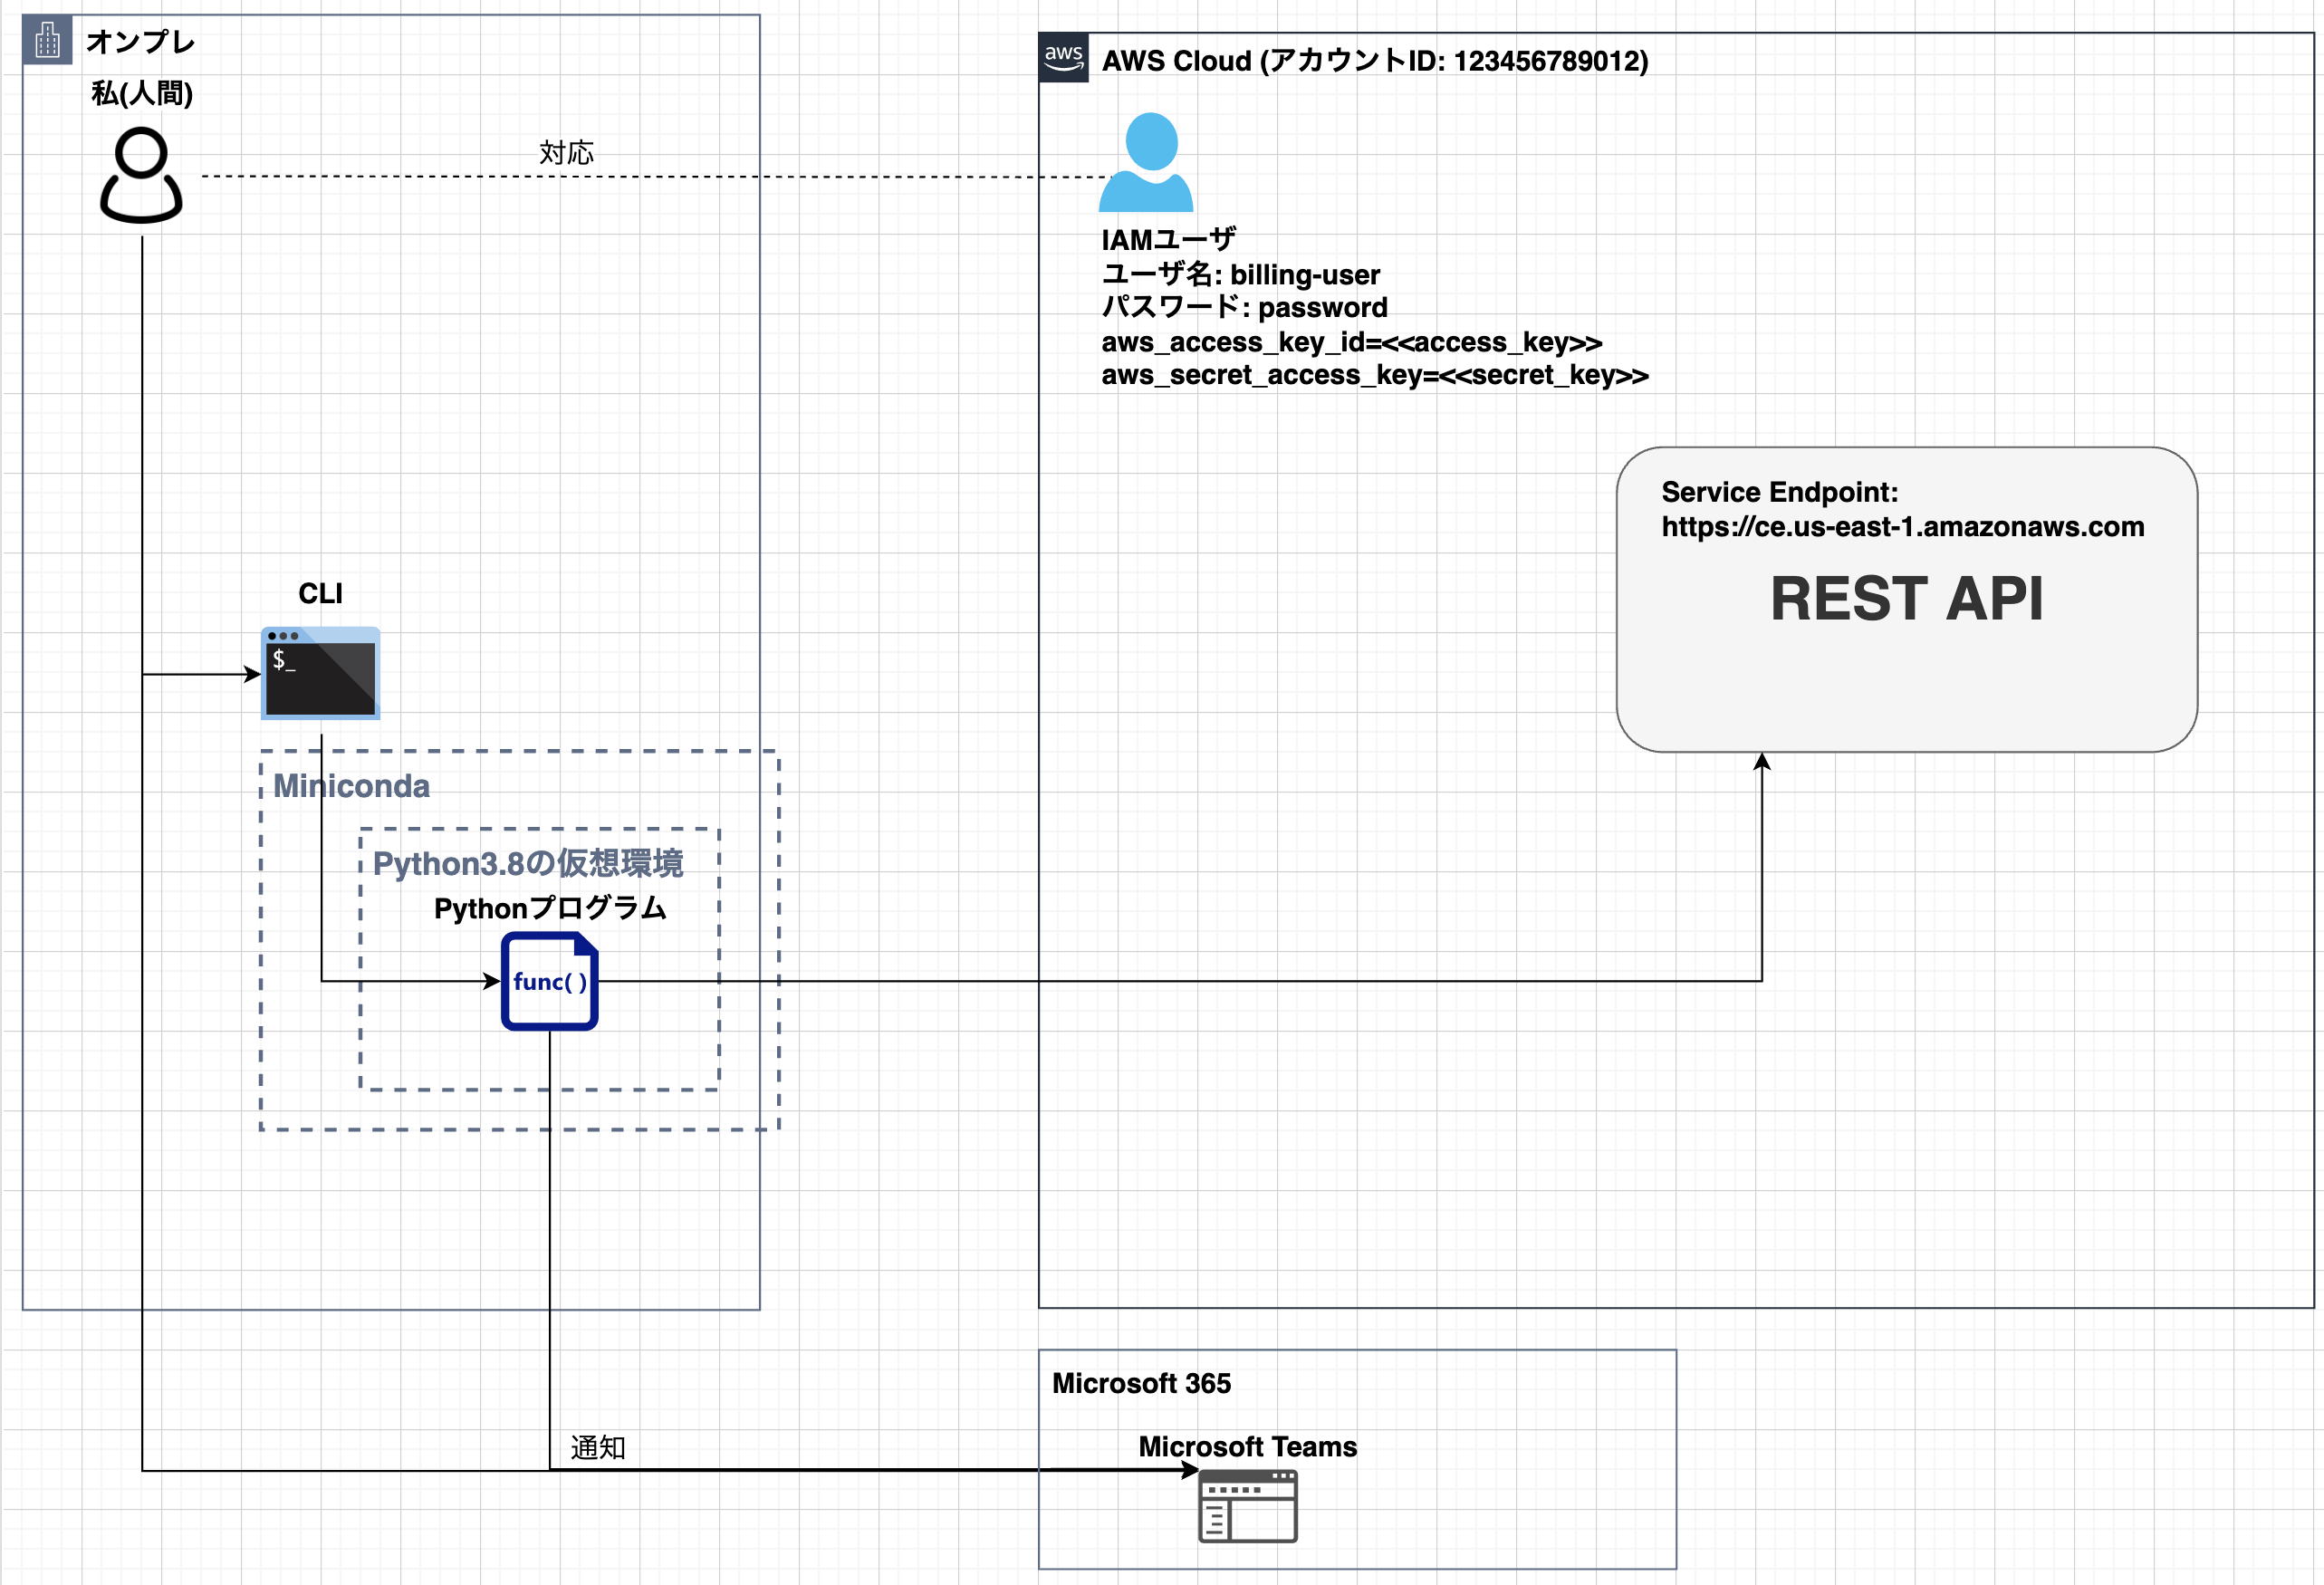 オンプレ
私(人間)
対応
aws
AWS Cloud (アカウントID: 123456789012)
IAMユーザ
ユーザ名: billing-user
パスワード: password
aws_access_key_id=<<access_key>>
aws_secret_access_key=<<secret_key>>
Service Endpoint:
https://ce.us-east-1.amazonaws.com
REST API
CLI
$_
Miniconda
Python3.8の仮想環境
Pythonプログラム
func( )
通知
Microsoft 365
Microsoft Teams